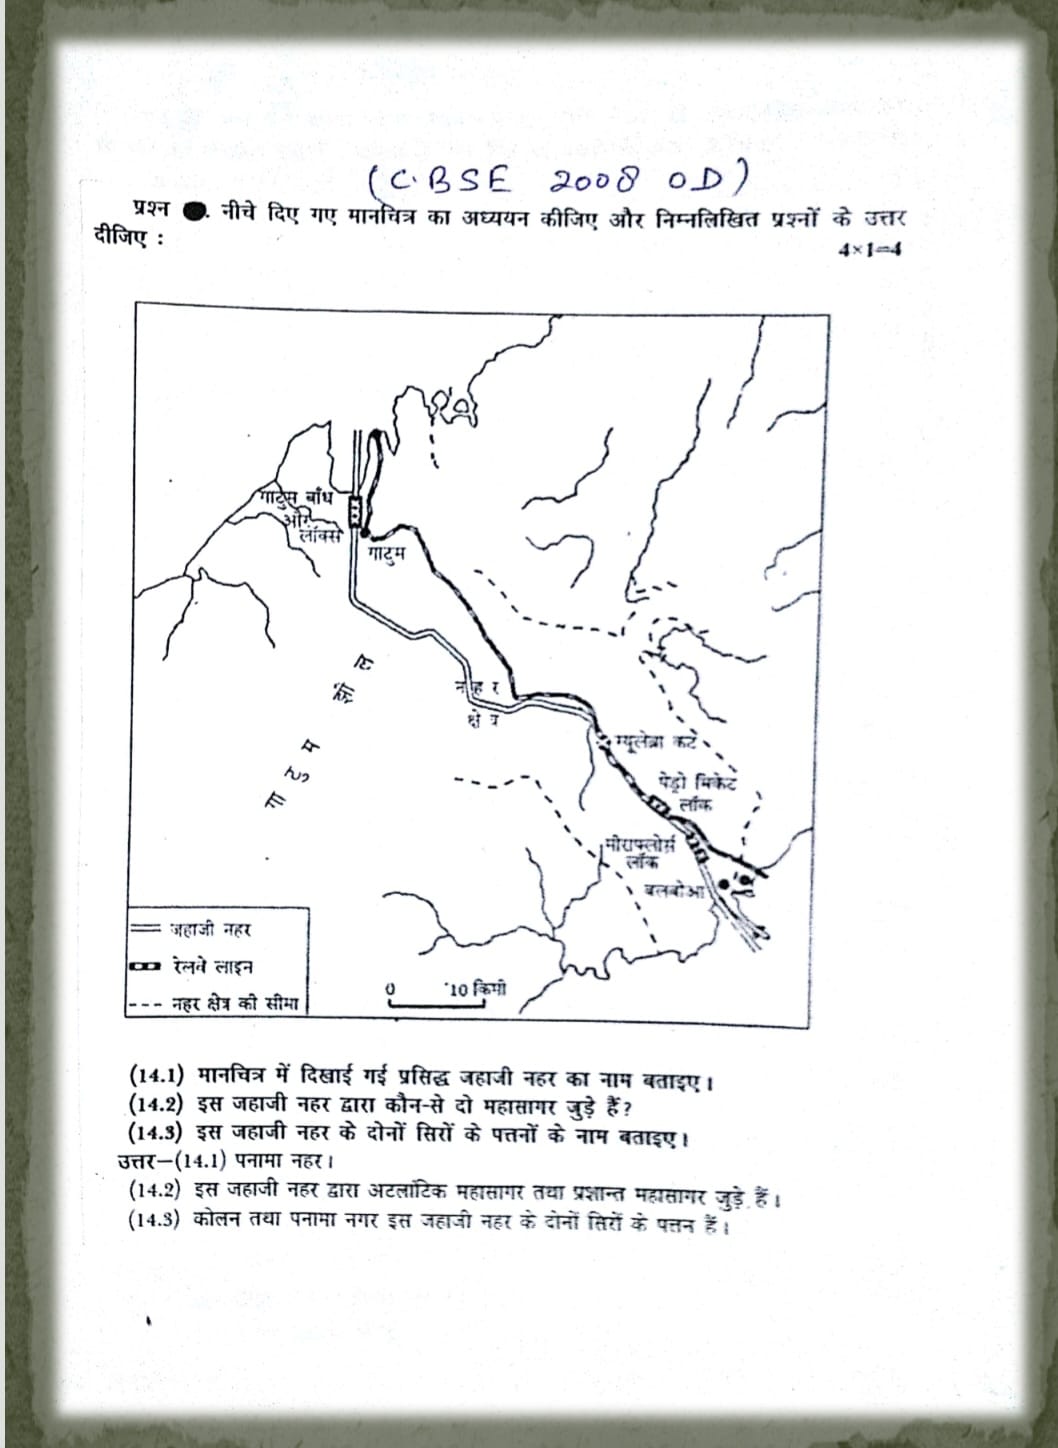 (C.BSE 2008 OD)
प्रश्न . नीचे दिए गए मानचित्र का अध्ययन कीजिए और निम्नलिखित प्रश्नों के उत्तर
दीजिए :
4×1=4
गाटुम बाँध
और
लॉक्स
गाटुम
गाटुम झील
नहर
क्षेत्र
ग्यूलेब्रा कट
पेड्रो मिकेट
लॉक
मीराफ्लोर्स
लॉक
बलबोआ
जहाजी नहर
रेलवे लाइन
नहर क्षेत्र की सीमा
0 10 किमी
(14.1) मानचित्र में दिखाई गई प्रसिद्ध जहाजी नहर का नाम बताइए।
(14.2) इस जहाजी नहर द्वारा कौन-से दो महासागर जुड़े हैं?
(14.3) इस जहाजी नहर के दोनों सिरों के पत्तनों के नाम बताइए।
उत्तर–(14.1) पनामा नहर।
(14.2) इस जहाजी नहर द्वारा अटलांटिक महासागर तथा प्रशान्त महासागर जुड़े हैं।
(14.3) कोलन तथा पनामा नगर इस जहाजी नहर के दोनों सिरों के पत्तन हैं।